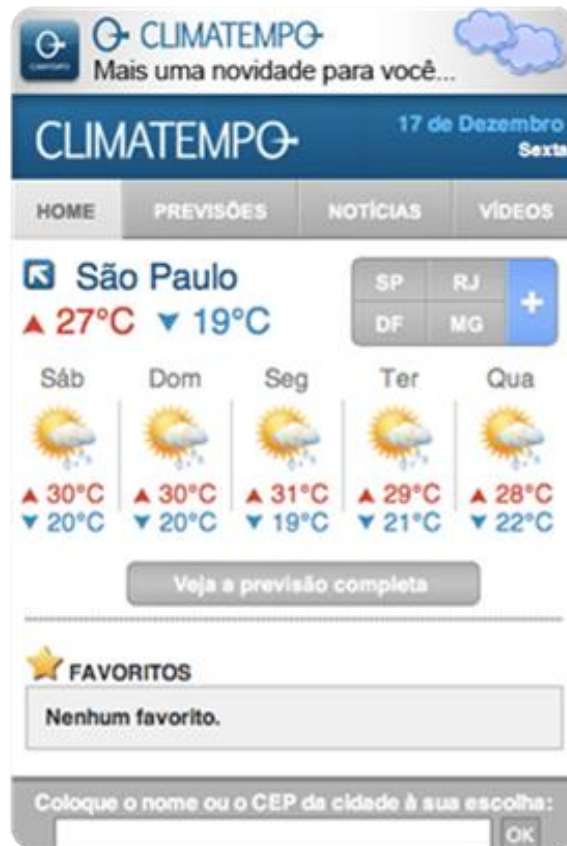 CLIMATEMPO
Mais uma novidade para você...
CLIMATEMPO
17 de Dezembro
Sexta
HOME PREVISÕES NOTÍCIAS VÍDEOS
São Paulo
SP RJ +
▲ 27°C ▼ 19°C
DF MG
Sáb Dom Seg Ter Qua
▲ 30°C ▲ 30°C ▲ 31°C ▲ 29°C ▲ 28°C
▼ 20°C ▼ 20°C ▼ 19°C ▼ 21°C ▼ 22°C
Veja a previsão completa
FAVORITOS
Nenhum favorito.
Coloque o nome ou o CEP da cidade à sua escolha:
OK